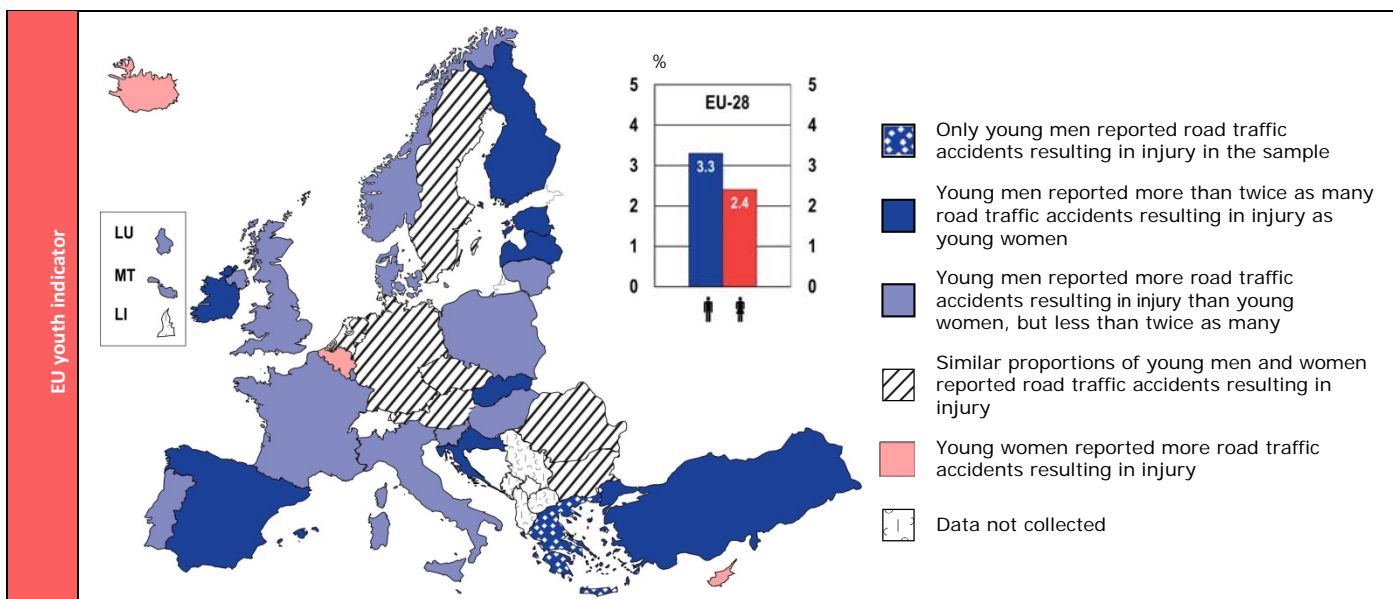 EU youth indicator
LU
MT
LI
%
EU-28
5 5
4 4
3 3
2 2
1 1
0 0
3.3
2.4
Only young men reported road traffic
accidents resulting in injury in the sample
Young men reported more than twice as many
road traffic accidents resulting in injury as
young women
Young men reported more road traffic
accidents resulting in injury than young
women, but less than twice as many
Similar proportions of young men and women
reported road traffic accidents resulting in
injury
Young women reported more road traffic
accidents resulting in injury
Data not collected